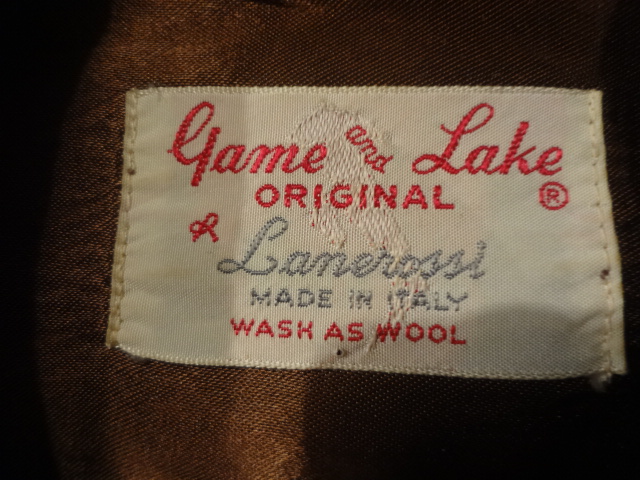 Game and Lake
ORIGINAL ®
R Lanerossi
MADE IN ITALY
WASH AS WOOL